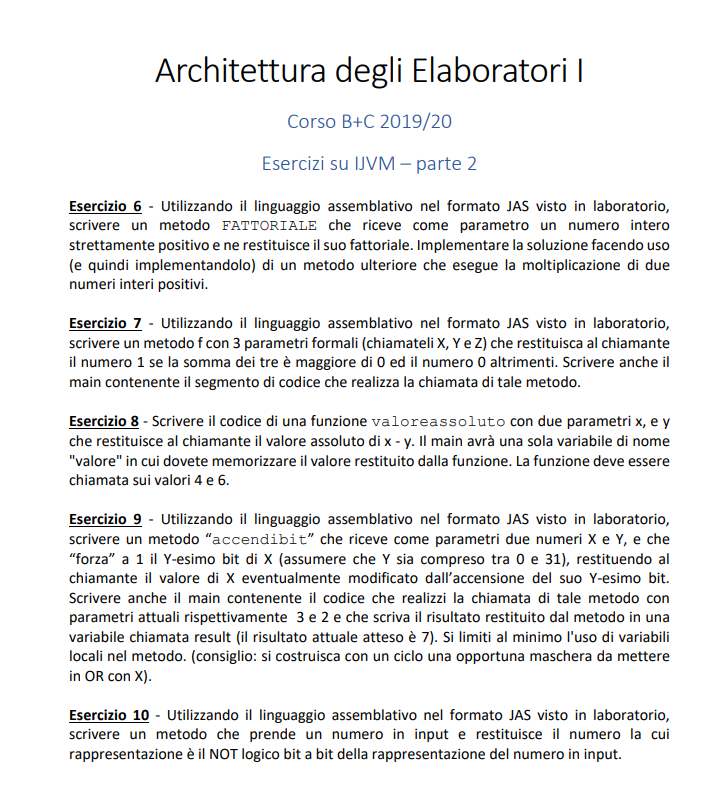 Architettura degli Elaboratori I
Corso B+C 2019/20
Esercizi su IJVM – parte 2
Esercizio 6 - Utilizzando il linguaggio assemblativo nel formato JAS visto in laboratorio,
scrivere un metodo FATTORIALE che riceve come parametro un numero intero
strettamente positivo e ne restituisce il suo fattoriale. Implementare la soluzione facendo uso
(e quindi implementandolo) di un metodo ulteriore che esegue la moltiplicazione di due
numeri interi positivi.
Esercizio 7 - Utilizzando il linguaggio assemblativo nel formato JAS visto in laboratorio,
scrivere un metodo f con 3 parametri formali (chiamateli X, Y e Z) che restituisca al chiamante
il numero 1 se la somma dei tre è maggiore di 0 ed il numero 0 altrimenti. Scrivere anche il
main contenente il segmento di codice che realizza la chiamata di tale metodo.
Esercizio 8 - Scrivere il codice di una funzione valoreassoluto con due parametri x, e y
che restituisce al chiamante il valore assoluto di x - y. Il main avrà una sola variabile di nome
"valore" in cui dovete memorizzare il valore restituito dalla funzione. La funzione deve essere
chiamata sui valori 4 e 6.
Esercizio 9 - Utilizzando il linguaggio assemblativo nel formato JAS visto in laboratorio,
scrivere un metodo “accendibit” che riceve come parametri due numeri X e Y, e che
“forza” a 1 il Y-esimo bit di X (assumere che Y sia compreso tra 0 e 31), restituendo al
chiamante il valore di X eventualmente modificato dall’accensione del suo Y-esimo bit.
Scrivere anche il main contenente il codice che realizzi la chiamata di tale metodo con
parametri attuali rispettivamente 3 e 2 e che scriva il risultato restituito dal metodo in una
variabile chiamata result (il risultato attuale atteso è 7). Si limiti al minimo l'uso di variabili
locali nel metodo. (consiglio: si costruisca con un ciclo una opportuna maschera da mettere
in OR con X).
Esercizio 10 - Utilizzando il linguaggio assemblativo nel formato JAS visto in laboratorio,
scrivere un metodo che prende un numero in input e restituisce il numero la cui
rappresentazione è il NOT logico bit a bit della rappresentazione del numero in input.